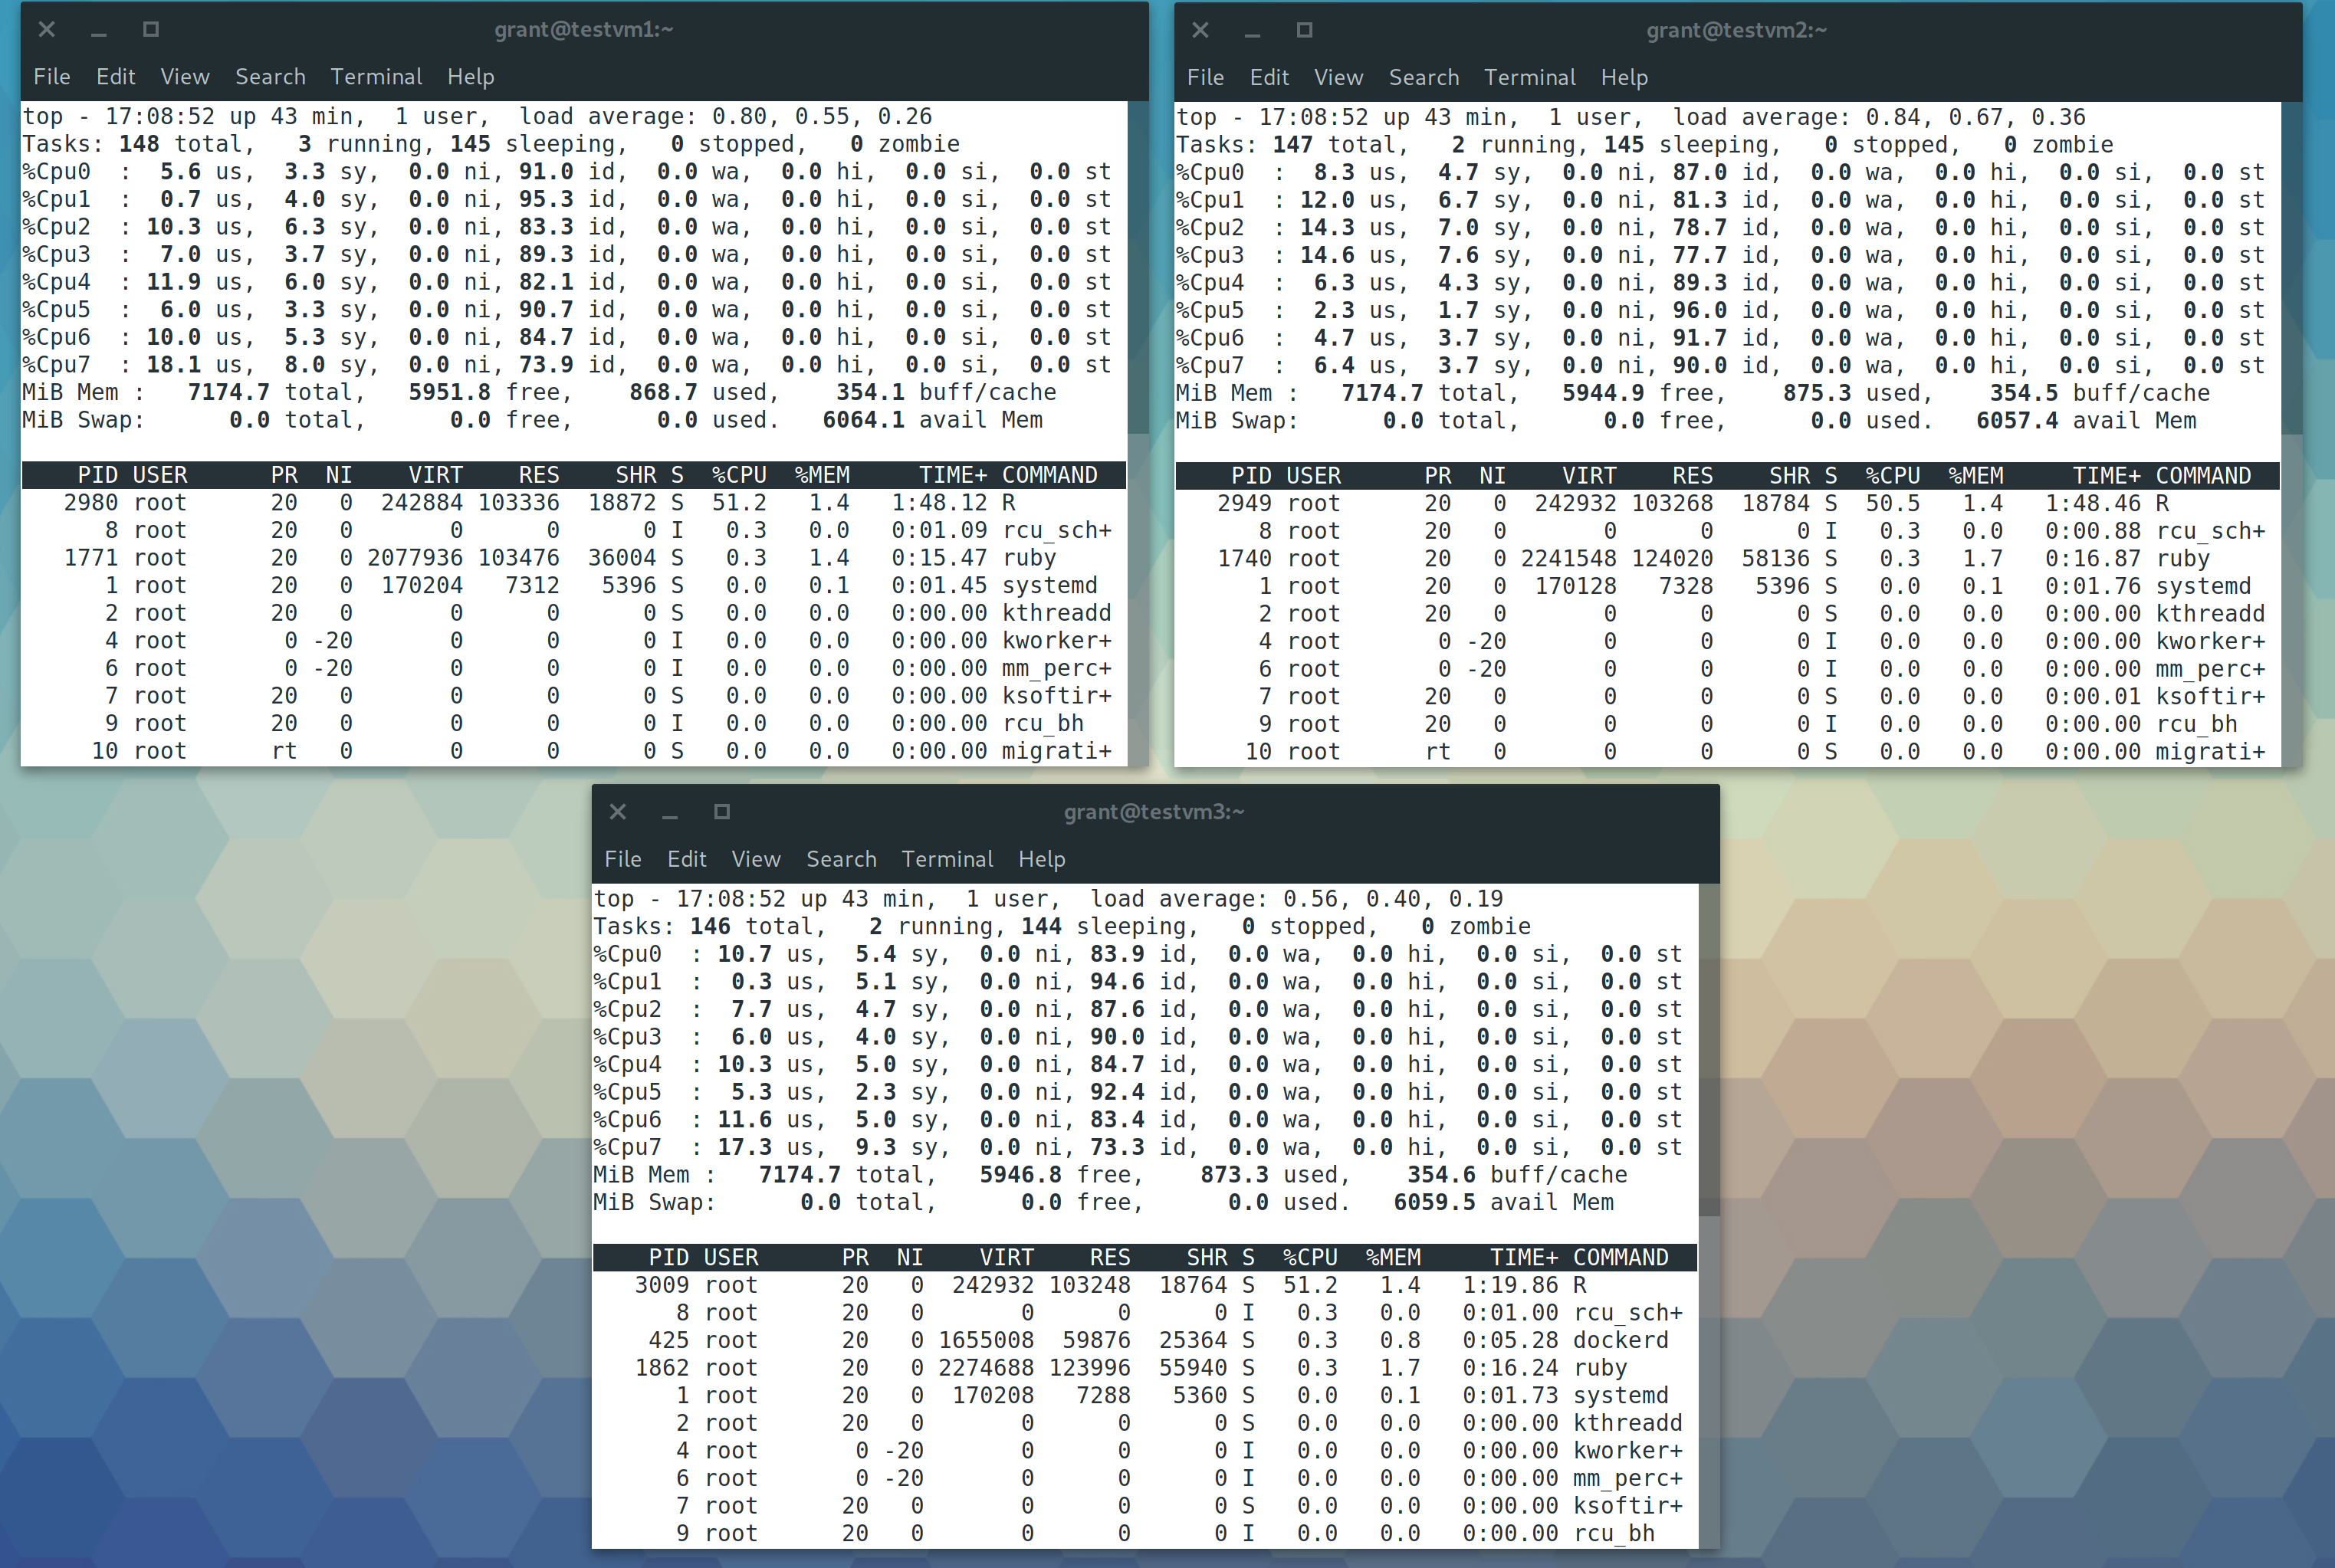 grant@testvm1:~
File Edit View Search Terminal Help
top - 17:08:52 up 43 min,  1 user,  load average: 0.80, 0.55, 0.26
Tasks: 148 total,   3 running, 145 sleeping,   0 stopped,   0 zombie
%Cpu0  :  5.6 us,  3.3 sy,  0.0 ni, 91.0 id,  0.0 wa,  0.0 hi,  0.0 si,  0.0 st
%Cpu1  :  0.7 us,  4.0 sy,  0.0 ni, 95.3 id,  0.0 wa,  0.0 hi,  0.0 si,  0.0 st
%Cpu2  : 10.3 us,  6.3 sy,  0.0 ni, 83.3 id,  0.0 wa,  0.0 hi,  0.0 si,  0.0 st
%Cpu3  :  7.0 us,  3.7 sy,  0.0 ni, 89.3 id,  0.0 wa,  0.0 hi,  0.0 si,  0.0 st
%Cpu4  : 11.9 us,  6.0 sy,  0.0 ni, 82.1 id,  0.0 wa,  0.0 hi,  0.0 si,  0.0 st
%Cpu5  :  6.0 us,  3.3 sy,  0.0 ni, 90.7 id,  0.0 wa,  0.0 hi,  0.0 si,  0.0 st
%Cpu6  : 10.0 us,  5.3 sy,  0.0 ni, 84.7 id,  0.0 wa,  0.0 hi,  0.0 si,  0.0 st
%Cpu7  : 18.1 us,  8.0 sy,  0.0 ni, 73.9 id,  0.0 wa,  0.0 hi,  0.0 si,  0.0 st
MiB Mem :   7174.7 total,   5951.8 free,    868.7 used,    354.1 buff/cache
MiB Swap:      0.0 total,      0.0 free,      0.0 used.   6064.1 avail Mem
PID USER PR NI VIRT RES SHR S %CPU %MEM TIME+ COMMAND
2980 root 20 0 242884 103336 18872 S 51.2 1.4 1:48.12 R
8 root 20 0 0 0 0 I 0.3 0.0 0:01.09 rcu_sch+
1771 root 20 0 2077936 103476 36004 S 0.3 1.4 0:15.47 ruby
1 root 20 0 170204 7312 5396 S 0.0 0.1 0:01.45 systemd
2 root 20 0 0 0 0 S 0.0 0.0 0:00.00 kthreadd
4 root 0 -20 0 0 0 I 0.0 0.0 0:00.00 kworker+
6 root 0 -20 0 0 0 I 0.0 0.0 0:00.00 mm_perc+
7 root 20 0 0 0 0 S 0.0 0.0 0:00.00 ksoftir+
9 root 20 0 0 0 0 I 0.0 0.0 0:00.00 rcu_bh
10 root rt 0 0 0 0 S 0.0 0.0 0:00.00 migrati+
grant@testvm2:~
File Edit View Search Terminal Help
top - 17:08:52 up 43 min,  1 user,  load average: 0.84, 0.67, 0.36
Tasks: 147 total,   2 running, 145 sleeping,   0 stopped,   0 zombie
%Cpu0  :  8.3 us,  4.7 sy,  0.0 ni, 87.0 id,  0.0 wa,  0.0 hi,  0.0 si,  0.0 st
%Cpu1  : 12.0 us,  6.7 sy,  0.0 ni, 81.3 id,  0.0 wa,  0.0 hi,  0.0 si,  0.0 st
%Cpu2  : 14.3 us,  7.0 sy,  0.0 ni, 78.7 id,  0.0 wa,  0.0 hi,  0.0 si,  0.0 st
%Cpu3  : 14.6 us,  7.6 sy,  0.0 ni, 77.7 id,  0.0 wa,  0.0 hi,  0.0 si,  0.0 st
%Cpu4  :  6.3 us,  4.3 sy,  0.0 ni, 89.3 id,  0.0 wa,  0.0 hi,  0.0 si,  0.0 st
%Cpu5  :  2.3 us,  1.7 sy,  0.0 ni, 96.0 id,  0.0 wa,  0.0 hi,  0.0 si,  0.0 st
%Cpu6  :  4.7 us,  3.7 sy,  0.0 ni, 91.7 id,  0.0 wa,  0.0 hi,  0.0 si,  0.0 st
%Cpu7  :  6.4 us,  3.7 sy,  0.0 ni, 90.0 id,  0.0 wa,  0.0 hi,  0.0 si,  0.0 st
MiB Mem :   7174.7 total,   5944.9 free,    875.3 used,    354.5 buff/cache
MiB Swap:      0.0 total,      0.0 free,      0.0 used.   6057.4 avail Mem
PID USER PR NI VIRT RES SHR S %CPU %MEM TIME+ COMMAND
2949 root 20 0 242932 103268 18784 S 50.5 1.4 1:48.46 R
8 root 20 0 0 0 0 I 0.3 0.0 0:00.88 rcu_sch+
1740 root 20 0 2241548 124020 58136 S 0.3 1.7 0:16.87 ruby
1 root 20 0 170128 7328 5396 S 0.0 0.1 0:01.76 systemd
2 root 20 0 0 0 0 S 0.0 0.0 0:00.00 kthreadd
4 root 0 -20 0 0 0 I 0.0 0.0 0:00.00 kworker+
6 root 0 -20 0 0 0 I 0.0 0.0 0:00.00 mm_perc+
7 root 20 0 0 0 0 S 0.0 0.0 0:00.01 ksoftir+
9 root 20 0 0 0 0 I 0.0 0.0 0:00.00 rcu_bh
10 root rt 0 0 0 0 S 0.0 0.0 0:00.00 migrati+
grant@testvm3:~
File Edit View Search Terminal Help
top - 17:08:52 up 43 min,  1 user,  load average: 0.56, 0.40, 0.19
Tasks: 146 total,   2 running, 144 sleeping,   0 stopped,   0 zombie
%Cpu0  : 10.7 us,  5.4 sy,  0.0 ni, 83.9 id,  0.0 wa,  0.0 hi,  0.0 si,  0.0 st
%Cpu1  :  0.3 us,  5.1 sy,  0.0 ni, 94.6 id,  0.0 wa,  0.0 hi,  0.0 si,  0.0 st
%Cpu2  :  7.7 us,  4.7 sy,  0.0 ni, 87.6 id,  0.0 wa,  0.0 hi,  0.0 si,  0.0 st
%Cpu3  :  6.0 us,  4.0 sy,  0.0 ni, 90.0 id,  0.0 wa,  0.0 hi,  0.0 si,  0.0 st
%Cpu4  : 10.3 us,  5.0 sy,  0.0 ni, 84.7 id,  0.0 wa,  0.0 hi,  0.0 si,  0.0 st
%Cpu5  :  5.3 us,  2.3 sy,  0.0 ni, 92.4 id,  0.0 wa,  0.0 hi,  0.0 si,  0.0 st
%Cpu6  : 11.6 us,  5.0 sy,  0.0 ni, 83.4 id,  0.0 wa,  0.0 hi,  0.0 si,  0.0 st
%Cpu7  : 17.3 us,  9.3 sy,  0.0 ni, 73.3 id,  0.0 wa,  0.0 hi,  0.0 si,  0.0 st
MiB Mem :   7174.7 total,   5946.8 free,    873.3 used,    354.6 buff/cache
MiB Swap:      0.0 total,      0.0 free,      0.0 used.   6059.5 avail Mem
PID USER PR NI VIRT RES SHR S %CPU %MEM TIME+ COMMAND
3009 root 20 0 242932 103248 18764 S 51.2 1.4 1:19.86 R
8 root 20 0 0 0 0 I 0.3 0.0 0:01.00 rcu_sch+
425 root 20 0 1655008 59876 25364 S 0.3 0.8 0:05.28 dockerd
1862 root 20 0 2274688 123996 55940 S 0.3 1.7 0:16.24 ruby
1 root 20 0 170208 7288 5360 S 0.0 0.1 0:01.73 systemd
2 root 20 0 0 0 0 S 0.0 0.0 0:00.00 kthreadd
4 root 0 -20 0 0 0 I 0.0 0.0 0:00.00 kworker+
6 root 0 -20 0 0 0 I 0.0 0.0 0:00.00 mm_perc+
7 root 20 0 0 0 0 S 0.0 0.0 0:00.00 ksoftir+
9 root 20 0 0 0 0 I 0.0 0.0 0:00.00 rcu_bh